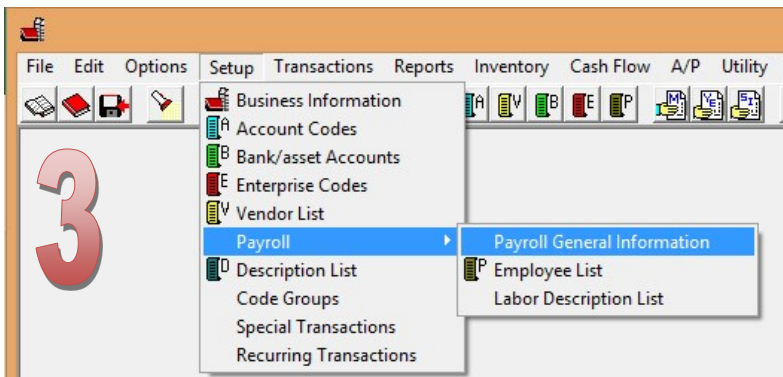 File Edit Options Setup Transactions Reports Inventory Cash Flow A/P Utility
A V B E P M YE SI
Business Information
A Account Codes
B Bank/asset Accounts
E Enterprise Codes
V Vendor List
Payroll Payroll General Information
D Description List P Employee List
Code Groups Labor Description List
Special Transactions
Recurring Transactions
3